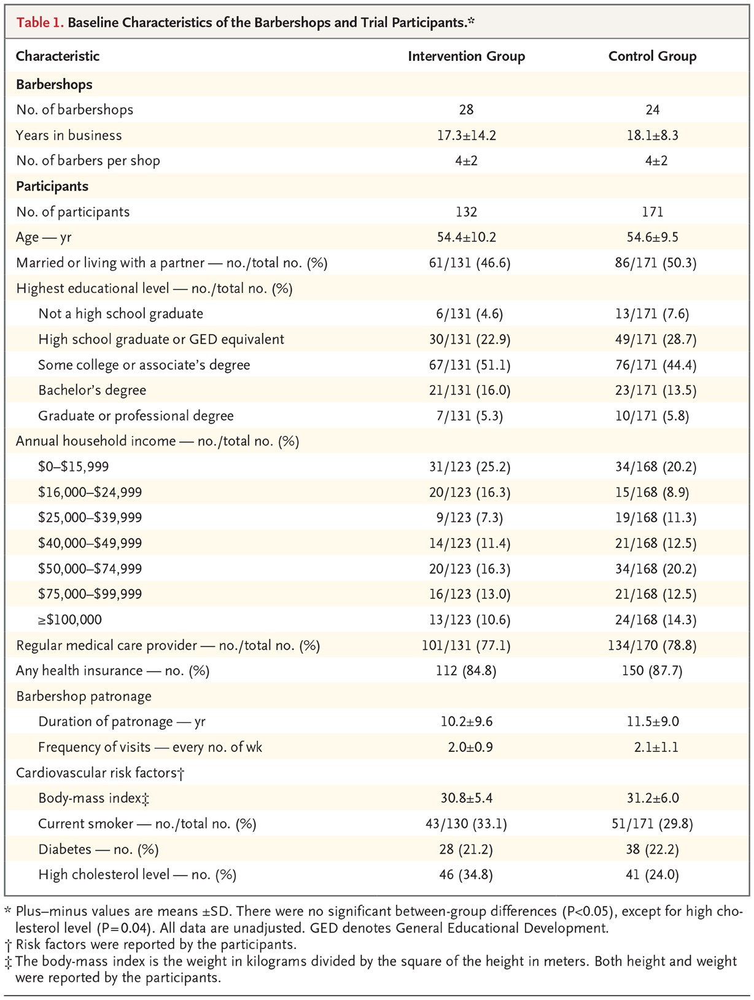 Table 1. Baseline Characteristics of the Barbershops and Trial Participants.*
Characteristic Intervention Group Control Group
Barbershops
No. of barbershops 28 24
Years in business 17.3±14.2 18.1±8.3
No. of barbers per shop 4±2 4±2
Participants
No. of participants 132 171
Age — yr 54.4±10.2 54.6±9.5
Married or living with a partner — no./total no. (%) 61/131 (46.6) 86/171 (50.3)
Highest educational level — no./total no. (%)
Not a high school graduate 6/131 (4.6) 13/171 (7.6)
High school graduate or GED equivalent 30/131 (22.9) 49/171 (28.7)
Some college or associate’s degree 67/131 (51.1) 76/171 (44.4)
Bachelor’s degree 21/131 (16.0) 23/171 (13.5)
Graduate or professional degree 7/131 (5.3) 10/171 (5.8)
Annual household income — no./total no. (%)
$0–$15,999 31/123 (25.2) 34/168 (20.2)
$16,000–$24,999 20/123 (16.3) 15/168 (8.9)
$25,000–$39,999 9/123 (7.3) 19/168 (11.3)
$40,000–$49,999 14/123 (11.4) 21/168 (12.5)
$50,000–$74,999 20/123 (16.3) 34/168 (20.2)
$75,000–$99,999 16/123 (13.0) 21/168 (12.5)
≥$100,000 13/123 (10.6) 24/168 (14.3)
Regular medical care provider — no./total no. (%) 101/131 (77.1) 134/170 (78.8)
Any health insurance — no. (%) 112 (84.8) 150 (87.7)
Barbershop patronage
Duration of patronage — yr 10.2±9.6 11.5±9.0
Frequency of visits — every no. of wk 2.0±0.9 2.1±1.1
Cardiovascular risk factors†
Body-mass index‡ 30.8±5.4 31.2±6.0
Current smoker — no./total no. (%) 43/130 (33.1) 51/171 (29.8)
Diabetes — no. (%) 28 (21.2) 38 (22.2)
High cholesterol level — no. (%) 46 (34.8) 41 (24.0)
* Plus–minus values are means ±SD. There were no significant between-group differences (P<0.05), except for high cho-
lesterol level (P=0.04). All data are unadjusted. GED denotes General Educational Development.
† Risk factors were reported by the participants.
‡ The body-mass index is the weight in kilograms divided by the square of the height in meters. Both height and weight
were reported by the participants.